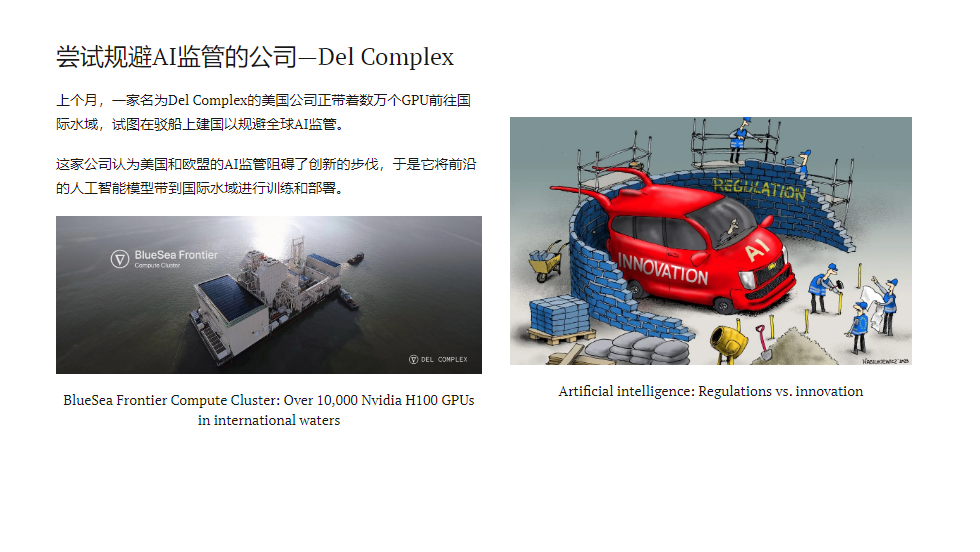 尝试规避AI监管的公司—Del Complex
上个月，一家名为Del Complex的美国公司正带着数万个GPU前往国
际水域，试图在驳船上建国以规避全球AI监管。
这家公司认为美国和欧盟的AI监管阻碍了创新的步伐，于是它将前沿
的人工智能模型带到国际水域进行训练和部署。
BlueSea Frontier
Compute Cluster
DEL COMPLEX
BlueSea Frontier Compute Cluster: Over 10,000 Nvidia H100 GPUs
in international waters
REGULATION
INNOVATION
AI
HASULKIEWICZ'2023
Artificial intelligence: Regulations vs. innovation